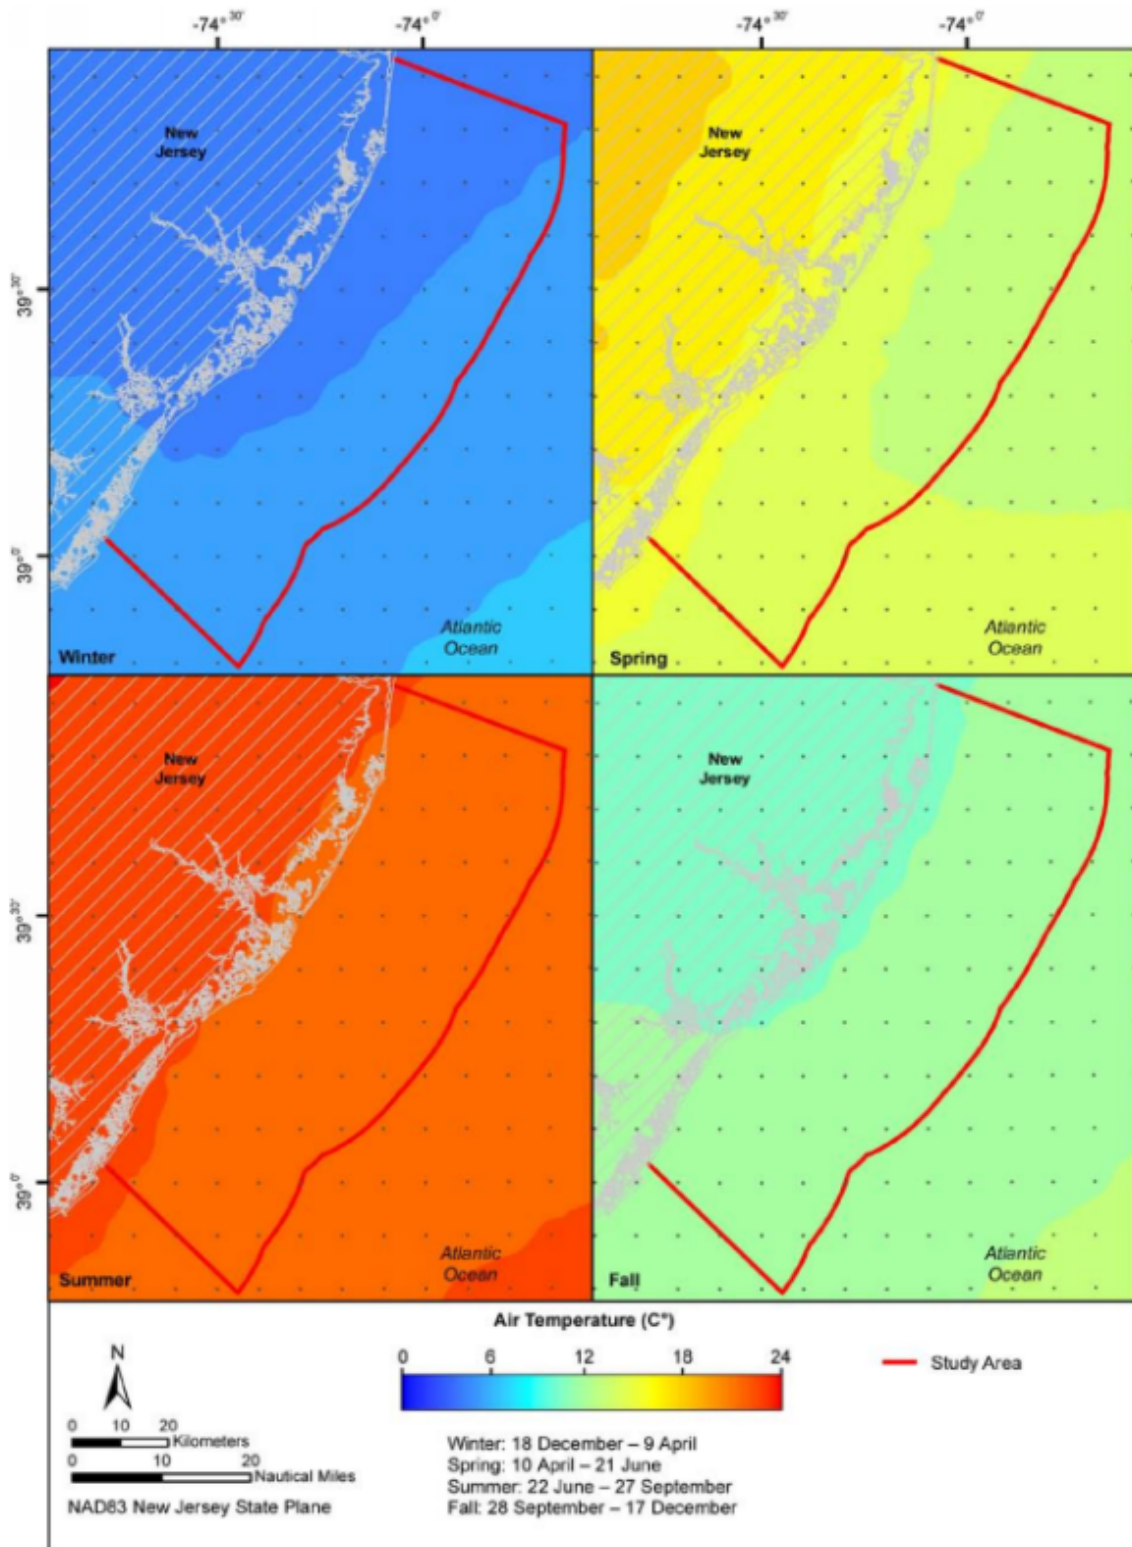 -74° 30'
-74° 0'
-74° 30'
-74° 0'
New
Jersey
New
Jersey
39° 30'
39° 0'
Atlantic
Ocean
Winter
Atlantic
Ocean
Spring
New
Jersey
New
Jersey
39° 30'
39° 0'
Atlantic
Ocean
Summer
Atlantic
Ocean
Fall
Air Temperature (C°)
N
0 6 12 18 24
Study Area
0 10 20
Kilometers
0 10 20
Nautical Miles
NAD83 New Jersey State Plane
Winter: 18 December – 9 April
Spring: 10 April – 21 June
Summer: 22 June – 27 September
Fall: 28 September – 17 December